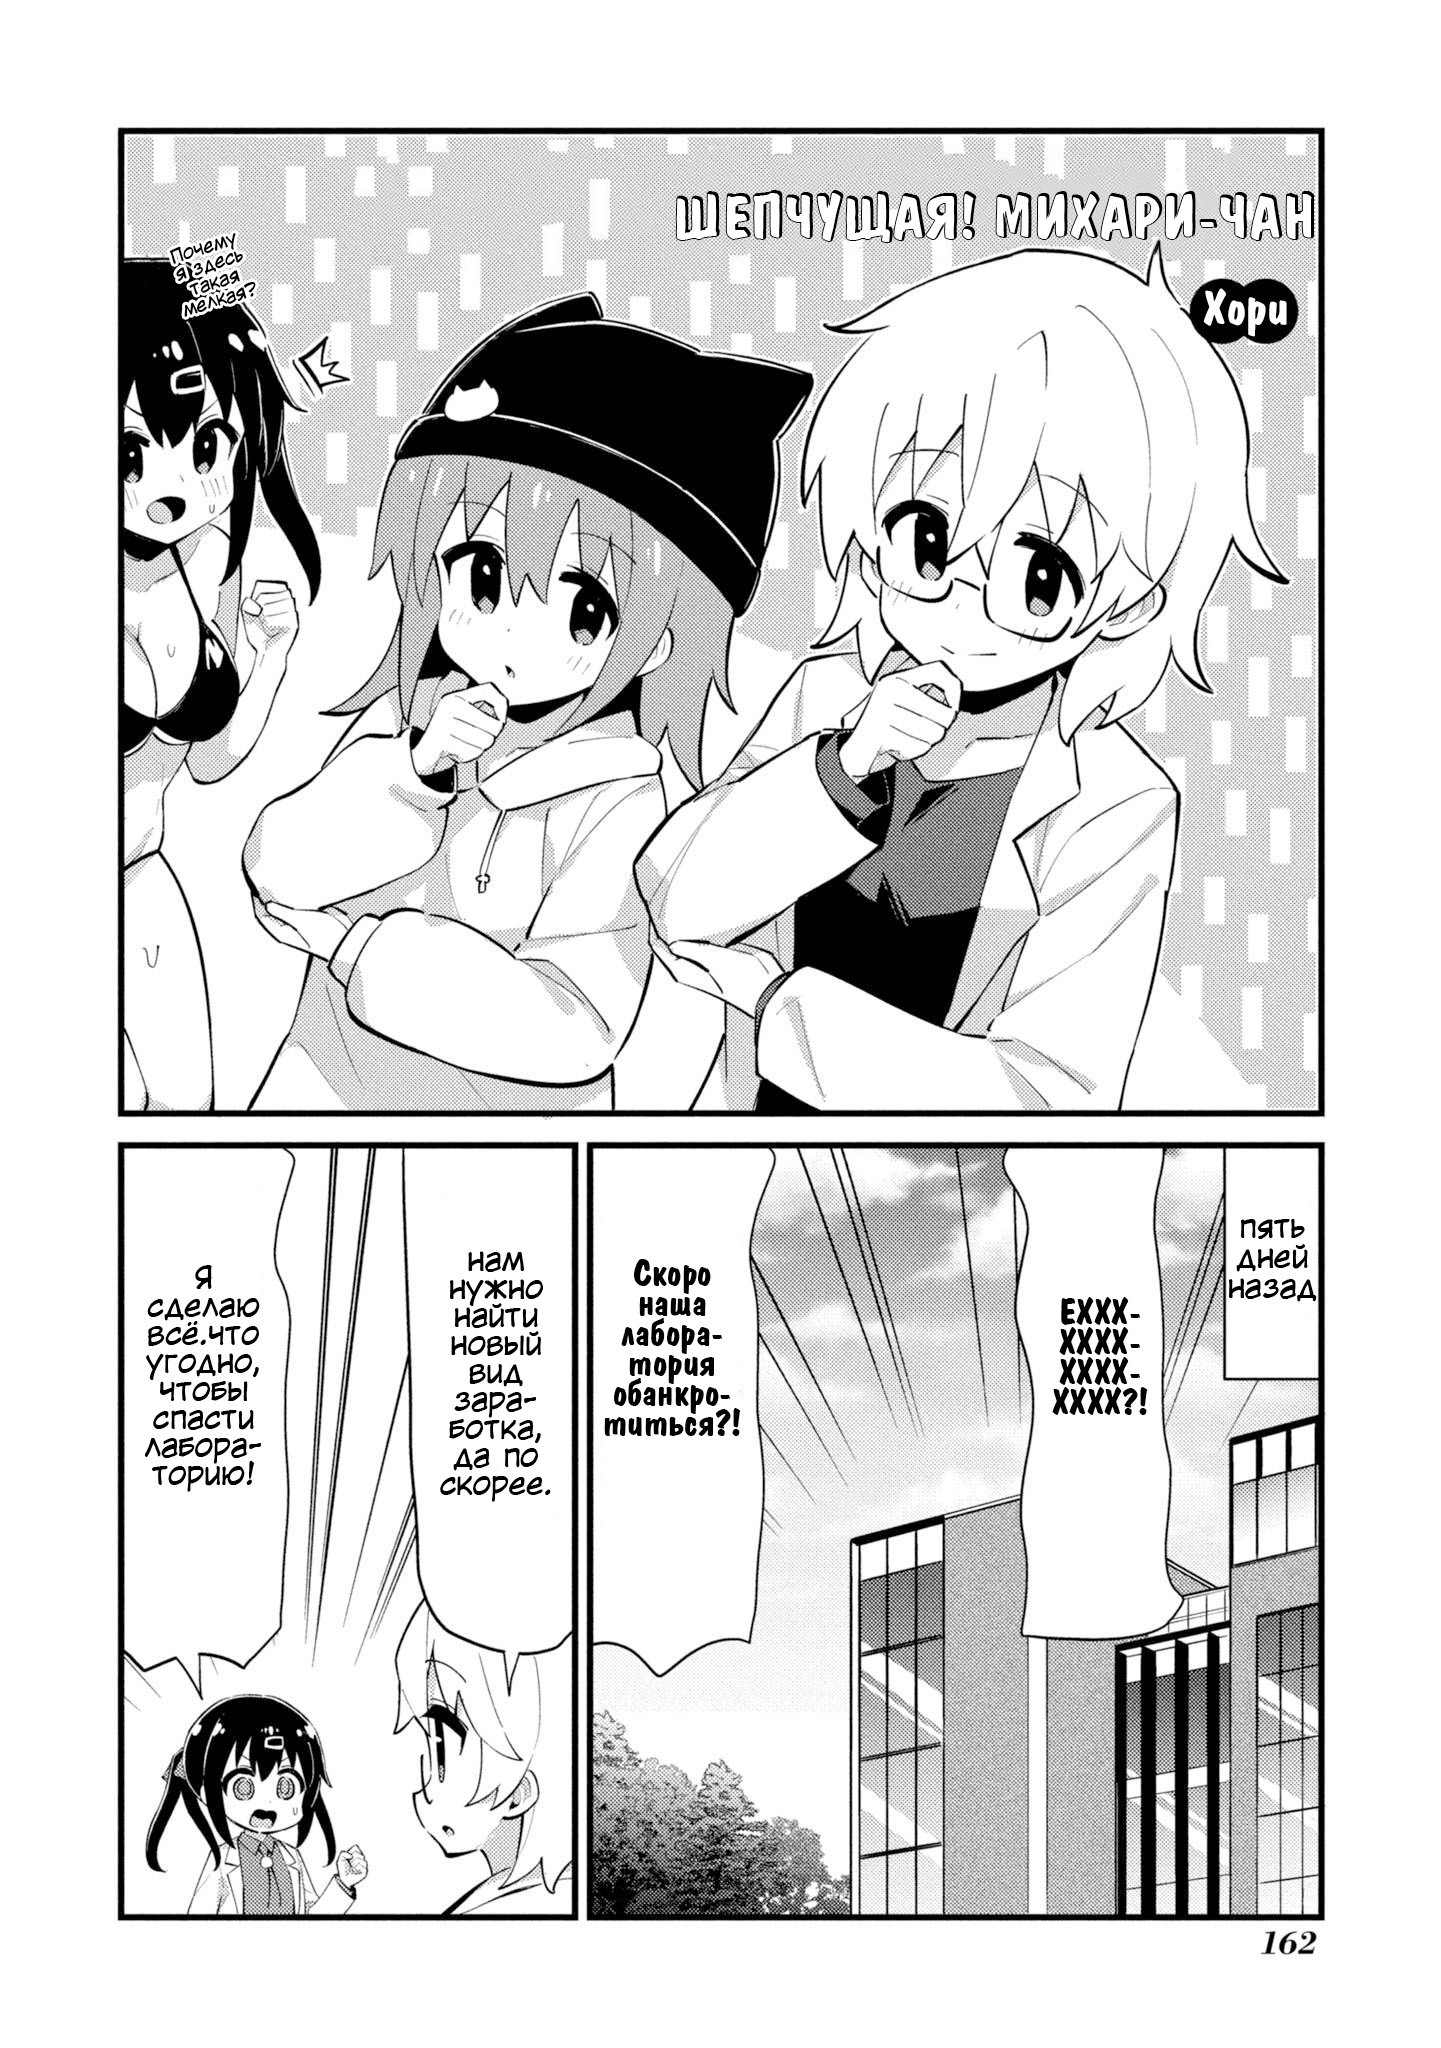 ШЕПЧУЩАЯ! МИХАРИ-ЧАН
Хори
Почему
я здесь
такая
мелкая?
N
ПЯТЬ
ДНЕЙ
НАЗАД
ЕХХХ-
ХХХХ-
ХХХХ-
ХХХХ?!
Скоро
наша
лабора-
тория
обанкро-
титься?!
нам
нужно
найти
новый
вид
зара-
ботка,
да по
скорее.
Я
сделаю
всё.что
угодно,
чтобы
спасти
лабора-
торию!
162